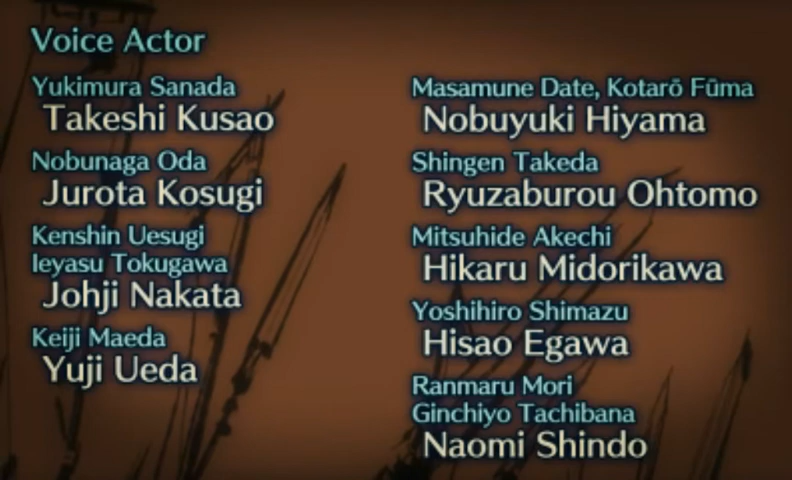 Voice Actor
Yukimura Sanada
Takeshi Kusao
Nobunaga Oda
Jurota Kosugi
Kenshin Uesugi
Ieyasu Tokugawa
Johji Nakata
Keiji Maeda
Yuji Ueda
Masamune Date, Kotarō Fūma
Nobuyuki Hiyama
Shingen Takeda
Ryuzaburou Ohtomo
Mitsuhide Akechi
Hikaru Midorikawa
Yoshihiro Shimazu
Hisao Egawa
Ranmaru Mori
Ginchiyo Tachibana
Naomi Shindo